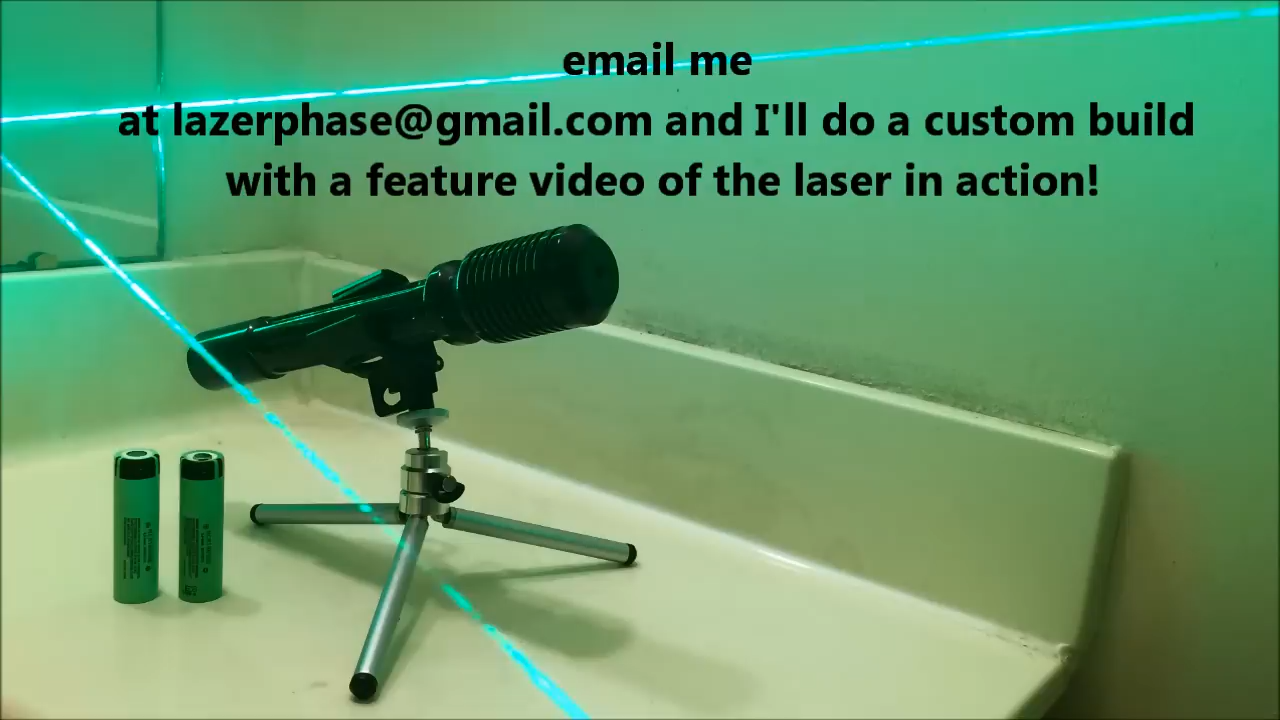 email me
at lazerphase@gmail.com and I'll do a custom build
with a feature video of the laser in action!